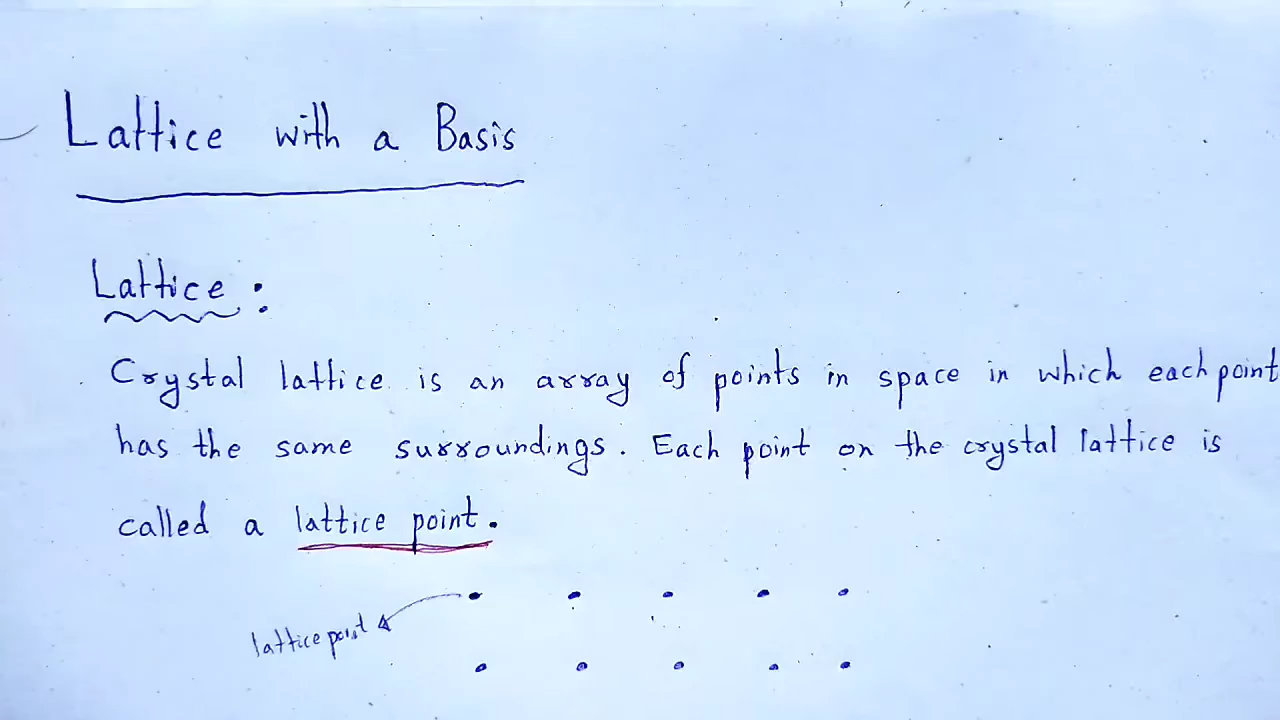 Lattice with a Basis
Lattice :
Crystal lattice is an array of points in space in which each point
has the same surroundings. Each point on the crystal lattice is
called a lattice point.
lattice point